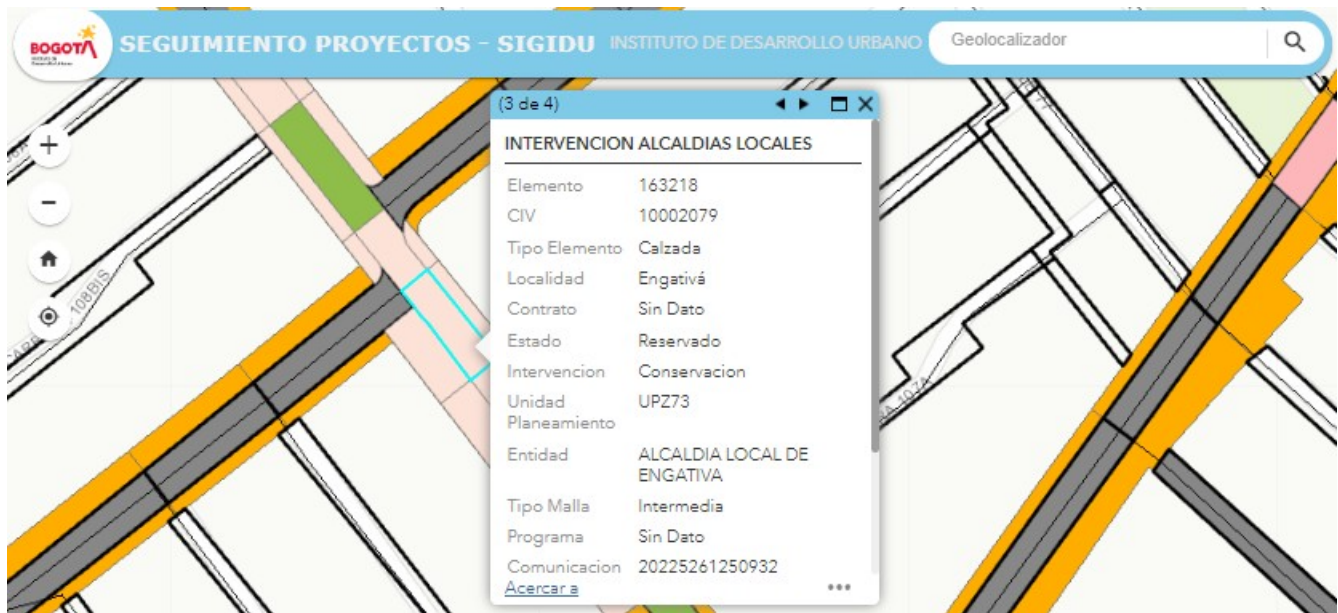 BOGOTÁ
SEGUIMIENTO PROYECTOS - SIGIDU INSTITUTO DE DESARROLLO URBANO
Geolocalizador
(3 de 4)
INTERVENCION ALCALDIAS LOCALES
Elemento 163218
CIV 10002079
Tipo Elemento Calzada
Localidad Engativá
Contrato Sin Dato
Estado Reservado
Intervencion Conservacion
Unidad UPZ73
Planeamiento
Entidad ALCALDIA LOCAL DE
ENGATIVA
Tipo Malla Intermedia
Programa Sin Dato
Comunicacion 20225261250932
Acercar a
108BIS
107A